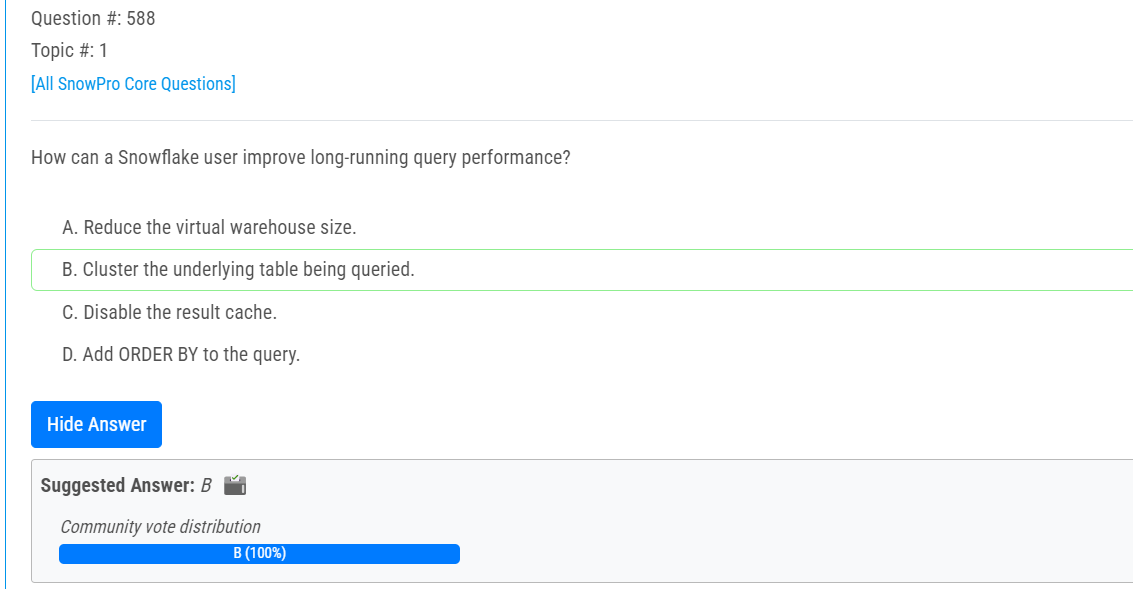 Question #: 588
Topic #: 1
[All SnowPro Core Questions]
How can a Snowflake user improve long-running query performance?
A. Reduce the virtual warehouse size.
B. Cluster the underlying table being queried.
C. Disable the result cache.
D. Add ORDER BY to the query.
Hide Answer
Suggested Answer: B
Community vote distribution
B (100%)